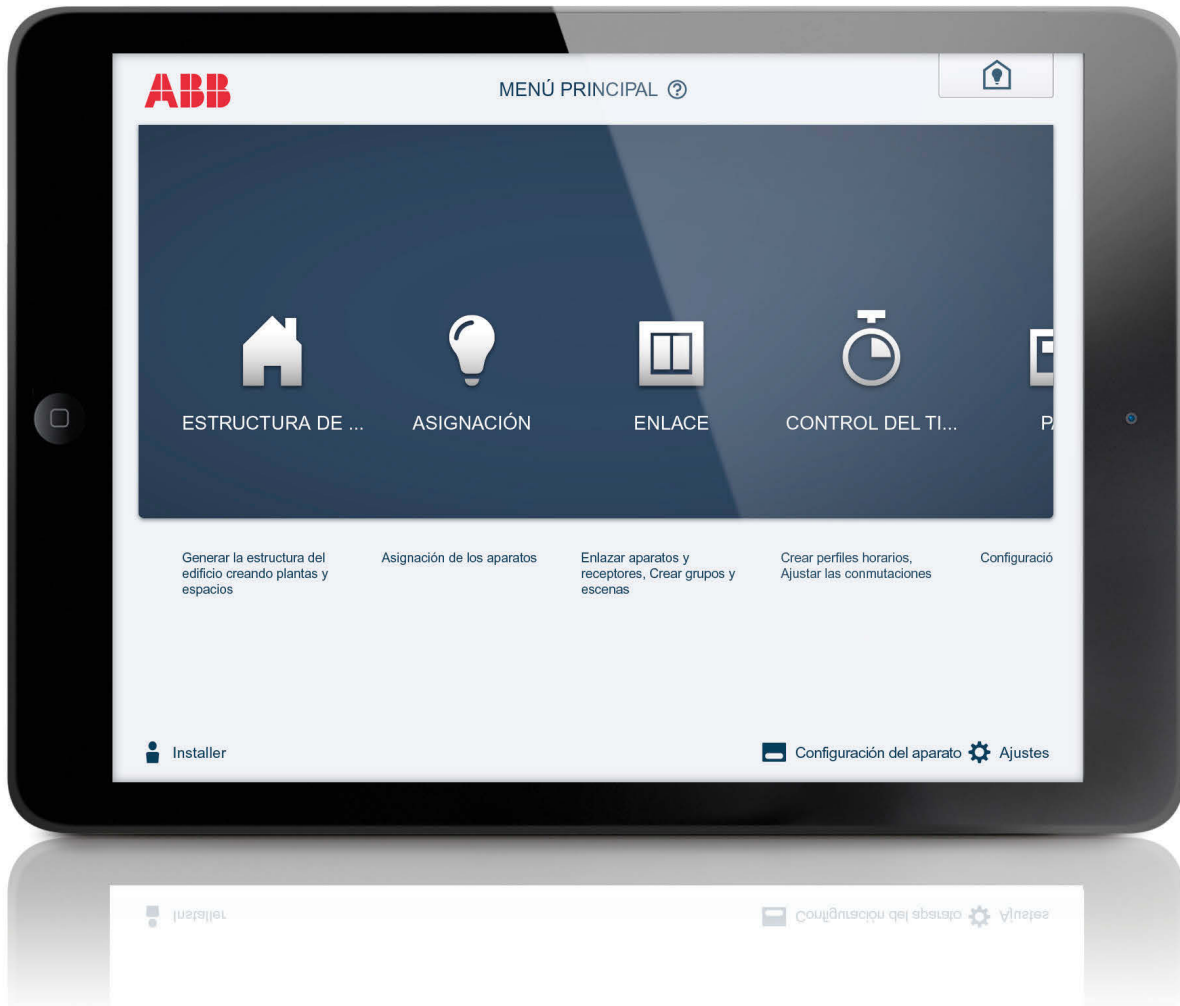 ABB
MENÚ PRINCIPAL
ESTRUCTURA DE ...
ASIGNACIÓN
ENLACE
CONTROL DEL TI...
Generar la estructura del
edificio creando plantas y
espacios
Asignación de los aparatos
Enlazar aparatos y
receptores, Crear grupos y
escenas
Crear perfiles horarios,
Ajustar las conmutaciones
Configuració
Installer
Configuración del aparato
Ajustes